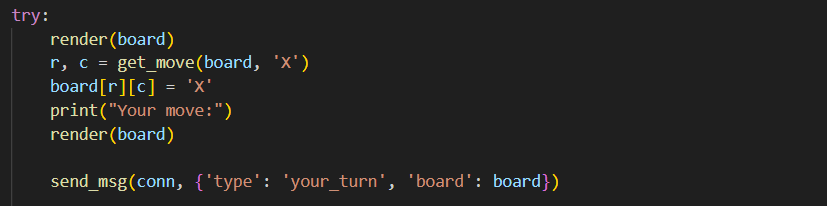 try:
    render(board)
    r, c = get_move(board, 'X')
    board[r][c] = 'X'
    print("Your move:")
    render(board)

    send_msg(conn, {'type': 'your_turn', 'board': board})